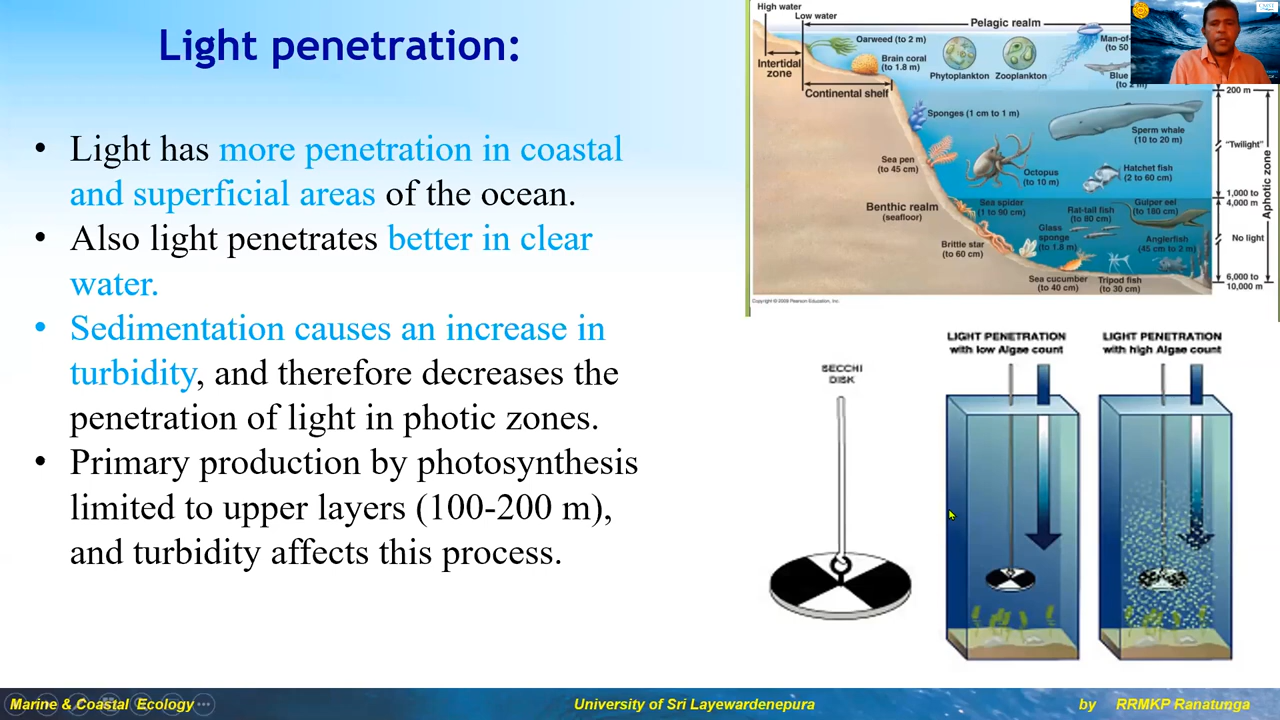 Light penetration:
• Light has more penetration in coastal
and superficial areas of the ocean.
• Also light penetrates better in clear
water.
• Sedimentation causes an increase in
turbidity, and therefore decreases the
penetration of light in photic zones.
• Primary production by photosynthesis
limited to upper layers (100-200 m),
and turbidity affects this process.
High water
Low water
Pelagic realm
Oarweed (to 2 m)
Man-of-
(to 50
Intertidal
zone
Brain coral
(to 1.8 m)
Phytoplankton
Zooplankton
Blue
Continental shelf
200 m
Sponges (1 cm to 1 m)
Sperm whale
(10 to 20 m)
"Twilight"
Sea pen
(to 45 cm)
Octopus
(to 10 m)
Hatchet fish
(2 to 60 cm)
Aphotic zone
1,000 to
4,000 m
Benthic realm
(seafloor)
Sea spider
(1 to 90 cm)
Rat-tail fish
(to 80 cm)
Gulper eel
(to 180 cm)
Brittle star
(to 60 cm)
Glass
sponge
(to 1.8 m)
Anglerfish
(45 cm to 2 m)
No light
Sea cucumber
(to 40 cm)
Tripod fish
(to 30 cm)
6,000 to
10,000 m
Copyright © 2009 Pearson Education, Inc.
SECCHI
DISK
LIGHT PENETRATION
with low Algae count
LIGHT PENETRATION
with high Algae count
Marine & Coastal Ecology
University of Sri Layewardenepura
by RRMKP Ranatunga